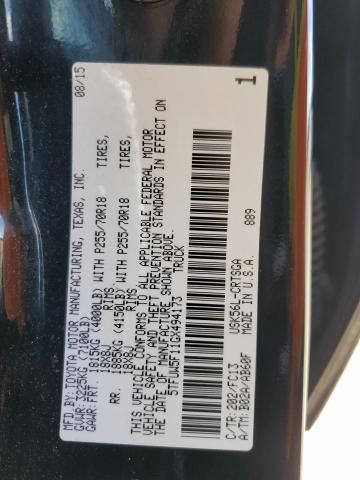 MFD.BY:TOYOTA MOTOR MANUFACTURING, TEXAS, INC. 08/15
GVWR: 3225KG (7100LB)
GAWR: FRT. 1815KG (4000LB) WITH P255/70R18 TIRES,
18X8J RIMS,
RR. 1885KG (4150LB) WITH P255/70R18 TIRES,
18X8J RIMS,
THIS VEHICLE CONFORMS TO ALL APPLICABLE FEDERAL MOTOR
VEHICLE SAFETY AND THEFT PREVENTION STANDARDS IN EFFECT ON
THE DATE OF MANUFACTURE SHOWN ABOVE.
5TFUW5F11GX494173 TRUCK
USK56L-CRTSGA 889
C/TR:202/FC13 MADE IN U.S.A.
A/TM:B02A/AB60F
1